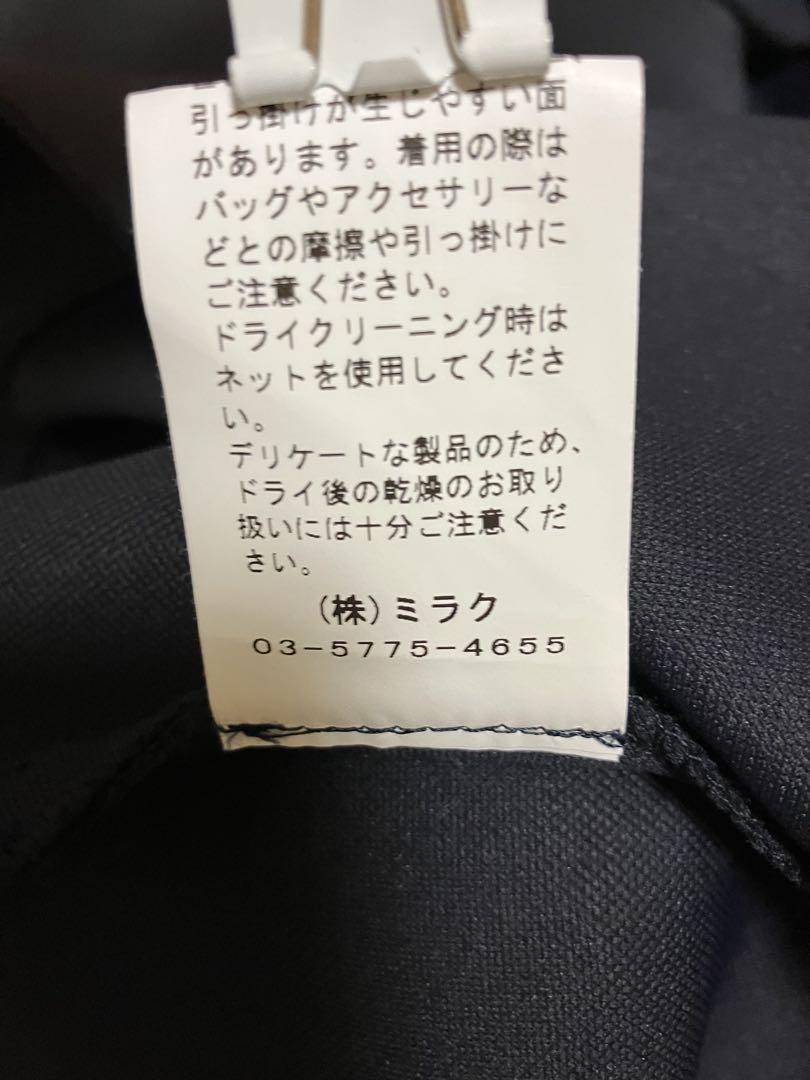 引っ掛けが生じやすい面
があります。着用の際は
バッグやアクセサリーな
どとの摩擦や引っ掛けに
ご注意ください。
ドライクリーニング時は
ネットを使用してくださ
い。
デリケートな製品のため、
ドライ後の乾燥のお取り
扱いには十分ご注意くだ
さい。
(株)ミラク
03-5775-4655